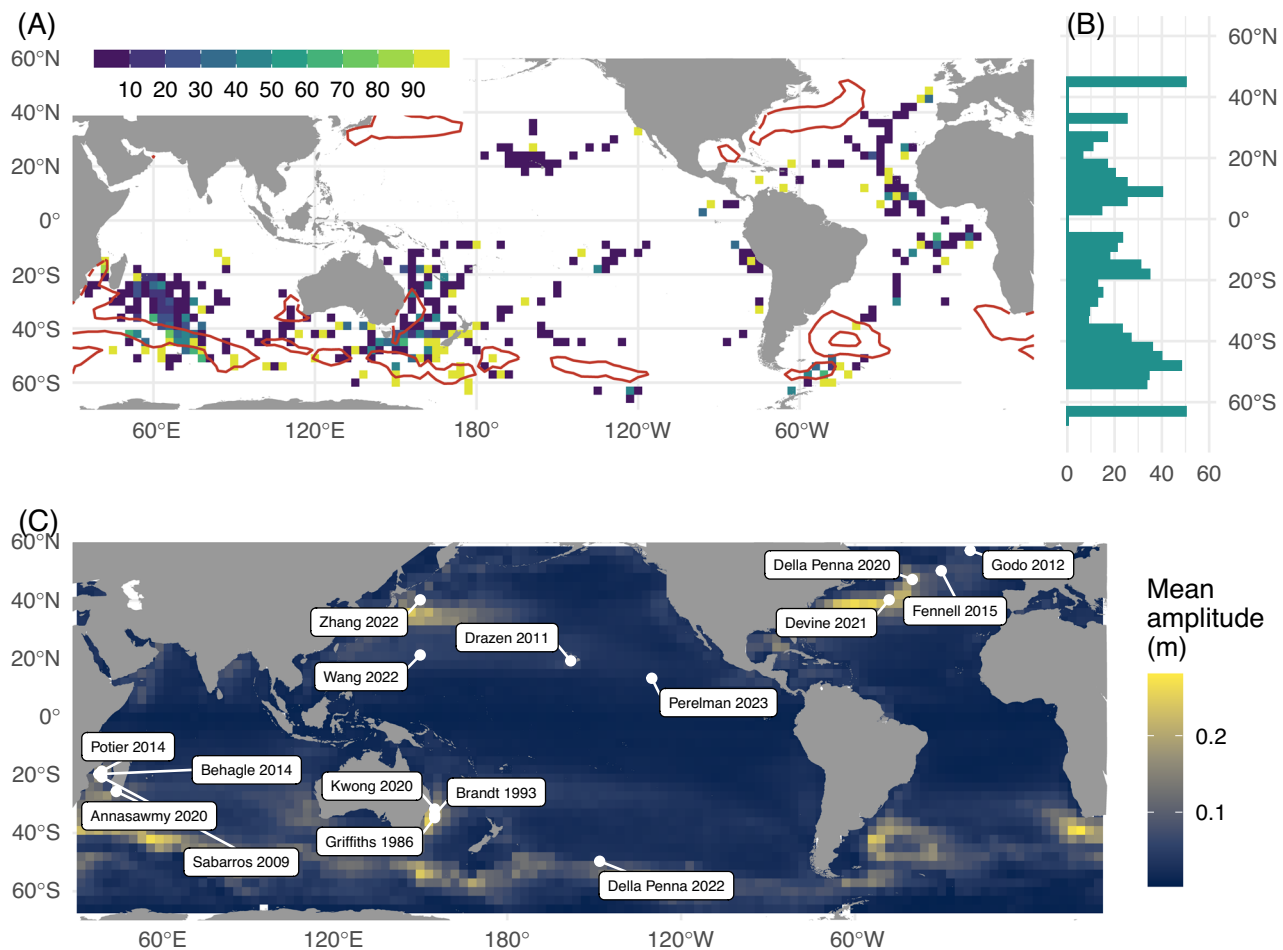 (A)
(B)
60°N
40°N
20°N
0°
20°S
40°S
60°S
10 20 30 40 50 60 70 80 90
60°E 120°E 180° 120°W 60°W
60°N
40°N
20°N
0°
20°S
40°S
60°S
0 20 40 60
(C)
60°N
40°N
20°N
0°
20°S
40°S
60°S
Della Penna 2020
Godo 2012
Zhang 2022
Devine 2021
Fennell 2015
Drazen 2011
Wang 2022
Perelman 2023
Potier 2014
Behagle 2014
Kwong 2020
Brandt 1993
Annasawmy 2020
Griffiths 1986
Sabarros 2009
Della Penna 2022
60°E 120°E 180° 120°W 60°W
Mean
amplitude
(m)
0.2
0.1